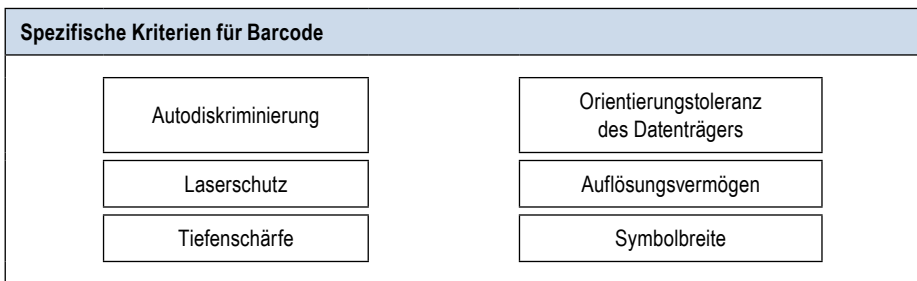 Spezifische Kriterien für Barcode
Autodiskriminierung
Orientierungstoleranz
des Datenträgers
Laserschutz
Auflösungsvermögen
Tiefenschärfe
Symbolbreite